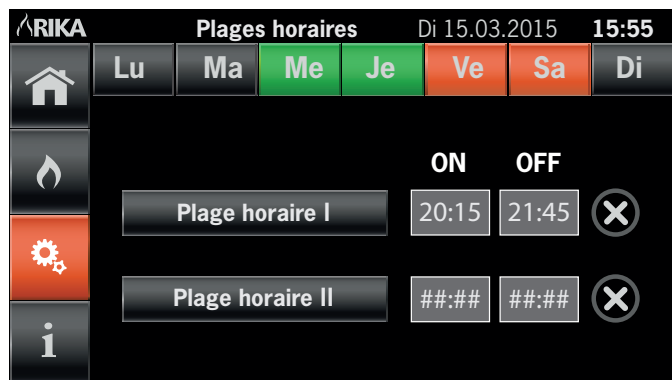 RIKA Plages horaires Di 15.03.2015 15:55
Lu Ma Me Je Ve Sa Di
ON OFF
Plage horaire I 20:15 21:45
Plage horaire II ##:## ##:##
i